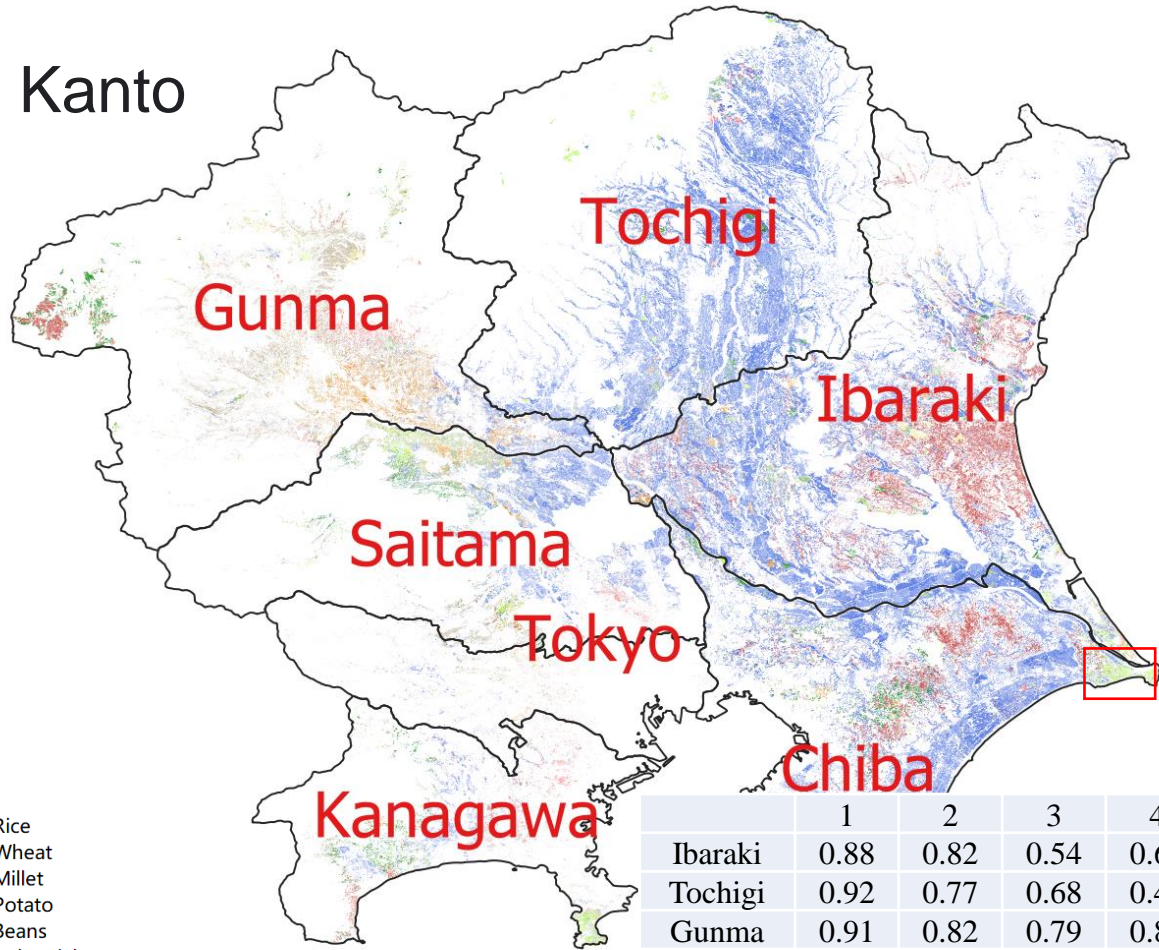 Kanto
Tochigi
Gunma
Ibaraki
Saitama
Tokyo
Chiba
Kanagawa
Rice
Wheat
Millet
Potato
Beans
1 2 3 4
Ibaraki 0.88 0.82 0.54
Tochigi 0.92 0.77 0.68
Gunma 0.91 0.82 0.79